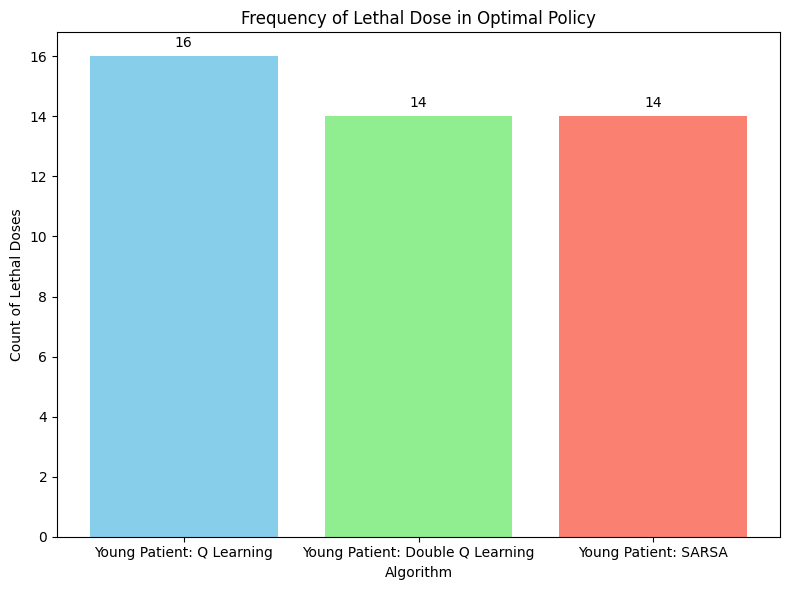 Frequency of Lethal Dose in Optimal Policy
16
14
14
Count of Lethal Doses
16
14
12
10
8
6
4
2
0
Young Patient: Q Learning
Young Patient: Double Q Learning
Young Patient: SARSA
Algorithm